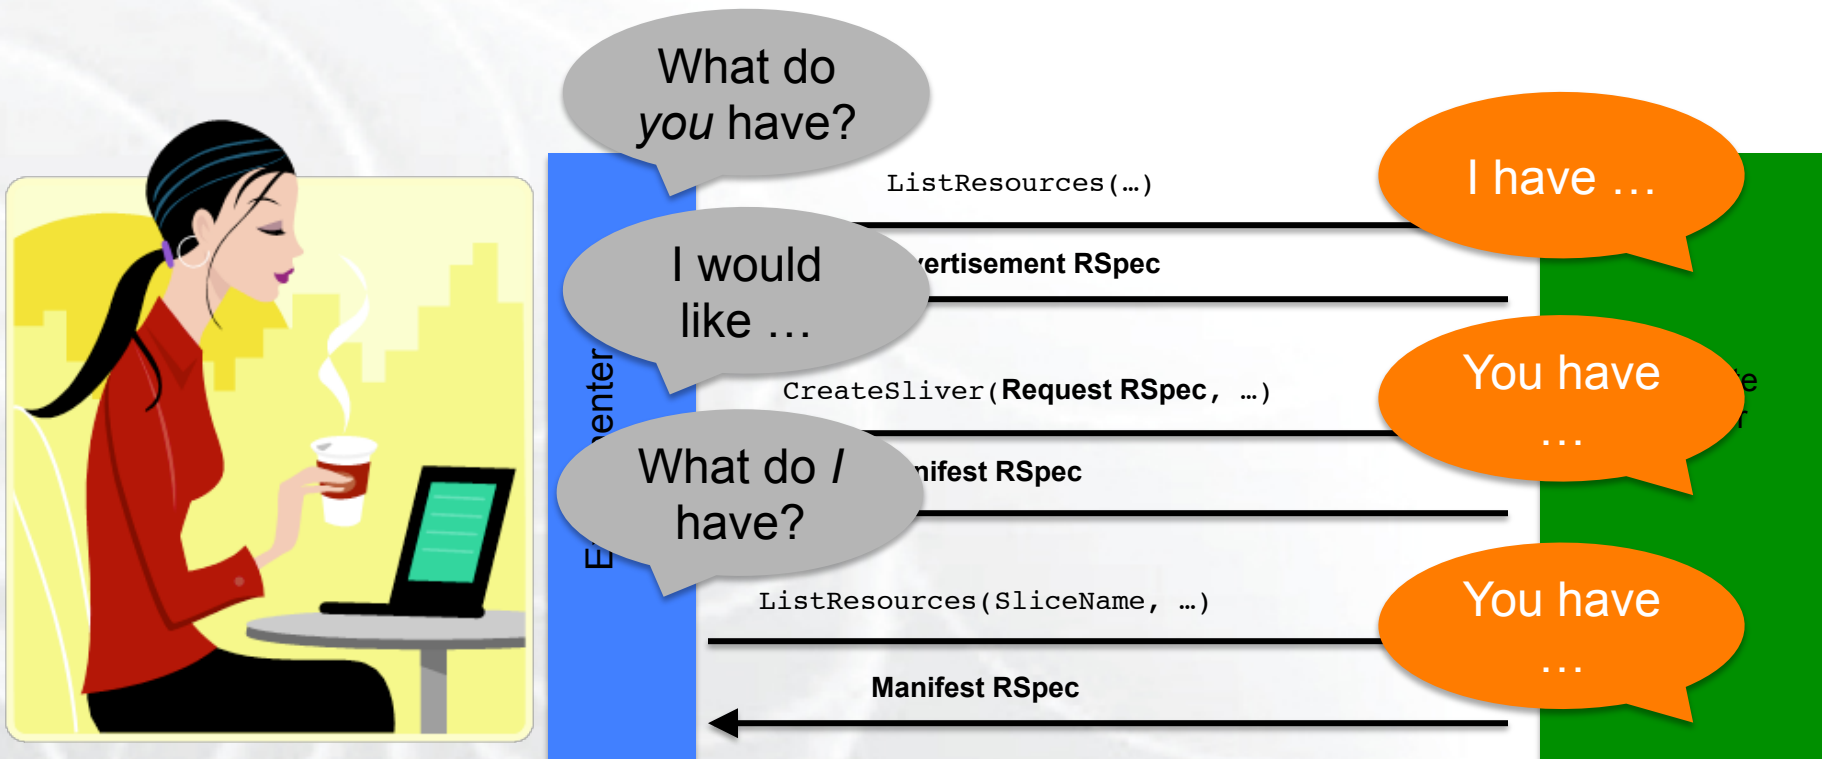 What do
you have?
ListResources(…)
I have …
vertisement RSpec
I would
like …
CreateSliver(Request RSpec, …)
You have
…
nifest RSpec
What do I
have?
ListResources(SliceName, …)
You have
…
Manifest RSpec